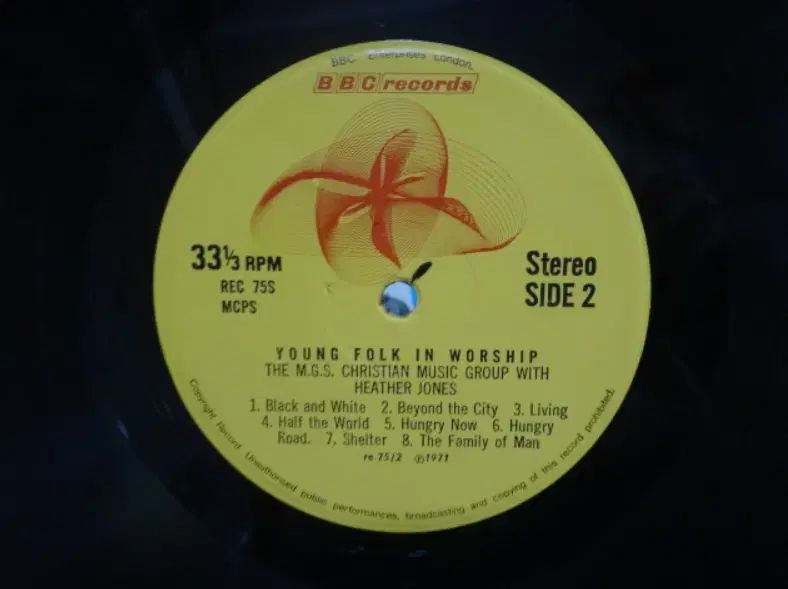 BBC Enterprises London.
BBC records
33⅓ RPM
REC 75S
MCPS
Stereo
SIDE 2
YOUNG FOLK IN WORSHIP
THE M.G.S. CHRISTIAN MUSIC GROUP WITH
HEATHER JONES
1. Black and White 2. Beyond the City 3. Living
4. Half the World 5. Hungry Now 6. Hungry
Road. 7. Shelter 8. The Family of Man
re 75/2 ℗1971
Copyright Record. Unauthorised public performances, broadcasting and copying of this record prohibited.